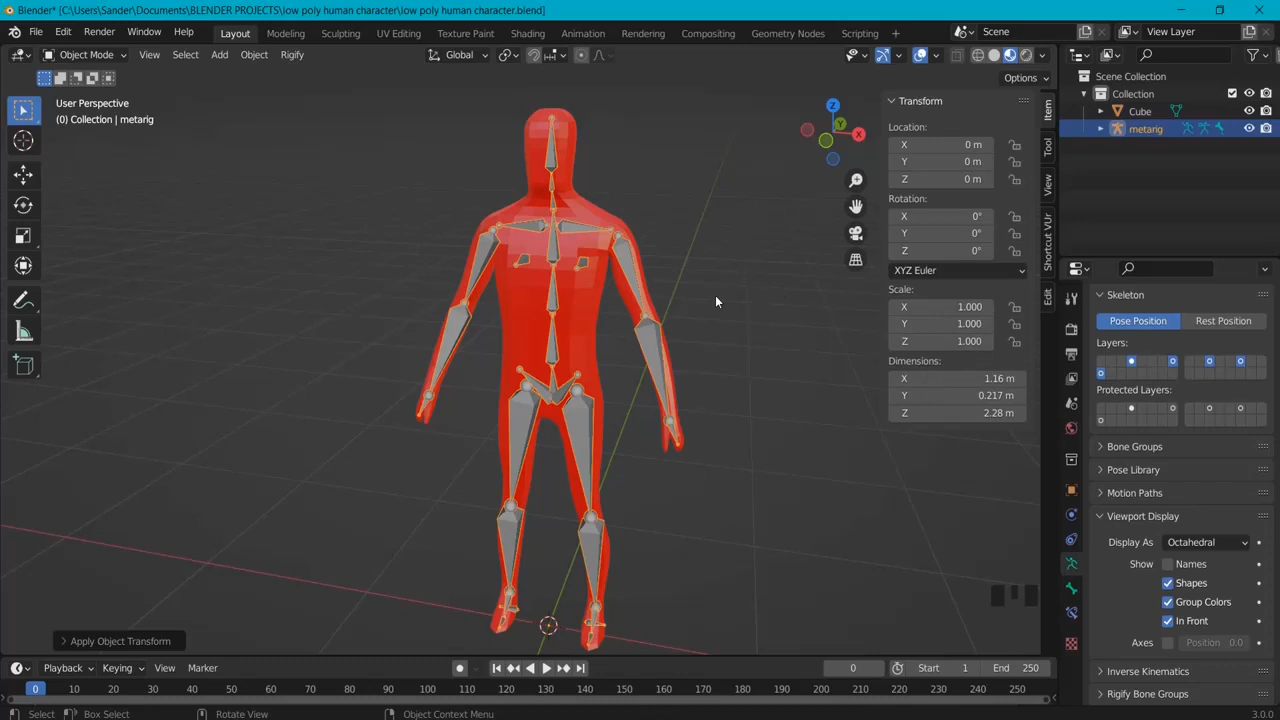 Blender* [C:\Users\Sander\Documents\BLENDER PROJECTS\low poly human character\low poly human character.blend]
File Edit Render Window Help Layout Modeling Sculpting UV Editing Texture Paint Shading Animation Rendering Compositing Geometry Nodes Scripting + Scene View Layer
Object Mode View Select Add Object Rigify Global
Options
User Perspective
(0) Collection | metarig
X
Y
Z
Transform
Location:
X 0 m
Y 0 m
Z 0 m
Rotation:
X 0°
Y 0°
Z 0°
XYZ Euler
Scale:
X 1.000
Y 1.000
Z 1.000
Dimensions:
X 1.16 m
Y 0.217 m
Z 2.28 m
Item
Tool
View
Shortcut VUr
Edit
Scene Collection
Collection
Cube
metarig
Skeleton
Pose Position Rest Position
Layers:
Protected Layers:
Bone Groups
Pose Library
Motion Paths
Viewport Display
Display As Octahedral
Show Names
Shapes
Group Colors
In Front
Axes Position 0.0
Inverse Kinematics
Rigify Bone Groups
Apply Object Transform
Playback Keying View Marker 0 Start 1 End 250
0 10 20 30 40 50 60 70 80 90 100 110 120 130 140 150 160 170 180 190 200 210 220 230 240 250
Select Box Select Rotate View Object Context Menu 3.0.0